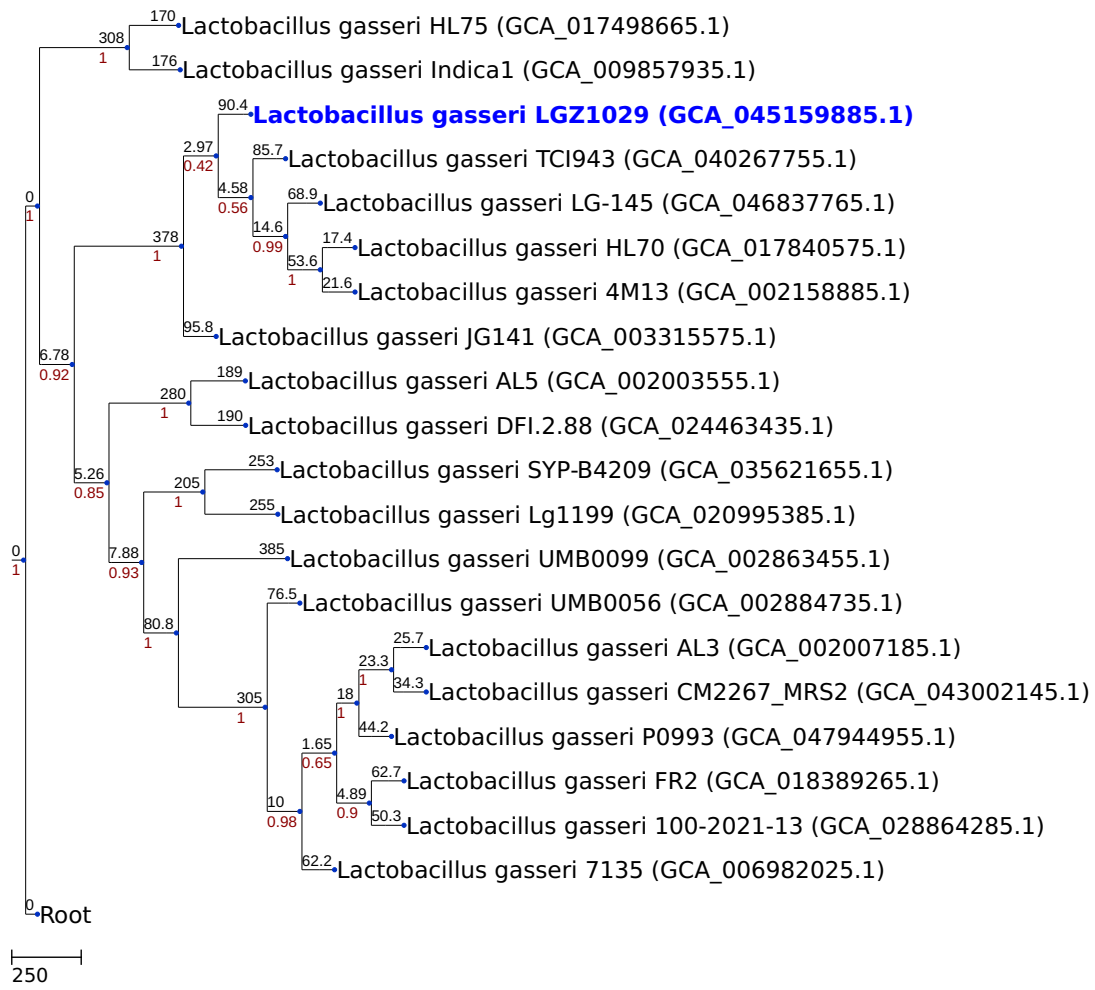 170
Lactobacillus gasseri HL75 (GCA_017498665.1)
308
1
176
Lactobacillus gasseri Indica1 (GCA_009857935.1)
90.4
Lactobacillus gasseri LGZ1029 (GCA_045159885.1)
2.97
0.42
85.7
Lactobacillus gasseri TCI943 (GCA_040267755.1)
4.58
0.56
68.9
Lactobacillus gasseri LG-145 (GCA_046837765.1)
0
1
14.6
0.99
17.4
Lactobacillus gasseri HL70 (GCA_017840575.1)
378
1
53.6
1
21.6
Lactobacillus gasseri 4M13 (GCA_002158885.1)
95.8
Lactobacillus gasseri JG141 (GCA_003315575.1)
6.78
0.92
189
Lactobacillus gasseri AL5 (GCA_002003555.1)
280
1
190
Lactobacillus gasseri DFI.2.88 (GCA_024463435.1)
5.26
0.85
253
Lactobacillus gasseri SYP-B4209 (GCA_035621655.1)
205
1
255
Lactobacillus gasseri Lg1199 (GCA_020995385.1)
0
1
7.88
0.93
385
Lactobacillus gasseri UMB0099 (GCA_002863455.1)
76.5
Lactobacillus gasseri UMB0056 (GCA_002884735.1)
80.8
1
25.7
Lactobacillus gasseri AL3 (GCA_002007185.1)
23.3
1
34.3
Lactobacillus gasseri CM2267_MRS2 (GCA_043002145.1)
18
1
305
1
44.2
Lactobacillus gasseri P0993 (GCA_047944955.1)
1.65
0.65
62.7
Lactobacillus gasseri FR2 (GCA_018389265.1)
4.89
0.9
10
0.98
50.3
Lactobacillus gasseri 100-2021-13 (GCA_028864285.1)
62.2
Lactobacillus gasseri 7135 (GCA_006982025.1)
0
Root
250